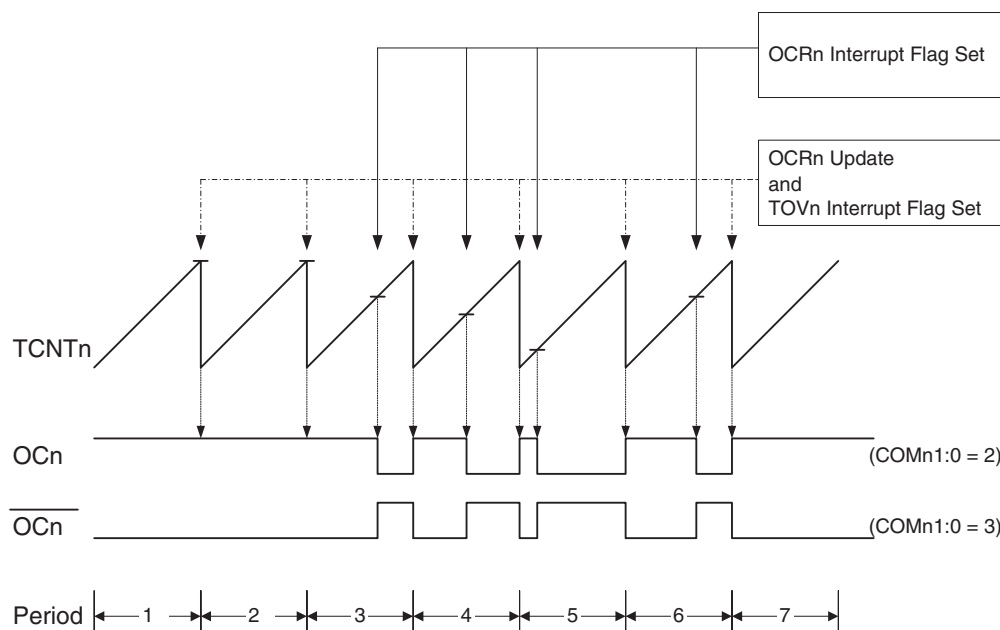 OCRn Interrupt Flag Set
OCRn Update
and
TOVn Interrupt Flag Set
TCNTn
OCn
(COMn1:0 = 2)
OCn
(COMn1:0 = 3)
Period
1
2
3
4
5
6
7